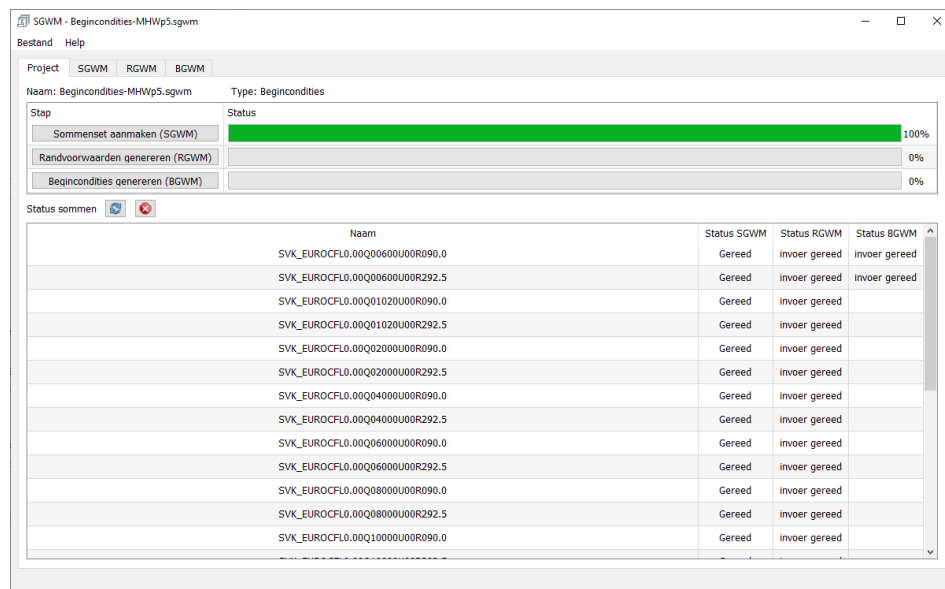 SGWM - Begincondities-MHWp5.sgwm
Bestand Help
Project SGWM RGWM BGWM
Naam: Begincondities-MHWp5.sgwm Type: Begincondities
Stap Status
Sommenset aanmaken (SGWM) 100%
Randvoorwaarden genereren (RGWM) 0%
Begincondities genereren (BGWM) 0%
Status sommen
Naam Status SGWM Status RGWM Status BGWM
SVK_EUROCFL0.00Q00600U00R090.0 Gereed invoer gereed invoer gereed
SVK_EUROCFL0.00Q00600U00R292.5 Gereed invoer gereed invoer gereed
SVK_EUROCFL0.00Q01020U00R090.0 Gereed invoer gereed
SVK_EUROCFL0.00Q01020U00R292.5 Gereed invoer gereed
SVK_EUROCFL0.00Q02000U00R090.0 Gereed invoer gereed
SVK_EUROCFL0.00Q02000U00R292.5 Gereed invoer gereed
SVK_EUROCFL0.00Q04000U00R090.0 Gereed invoer gereed
SVK_EUROCFL0.00Q04000U00R292.5 Gereed invoer gereed
SVK_EUROCFL0.00Q06000U00R090.0 Gereed invoer gereed
SVK_EUROCFL0.00Q06000U00R292.5 Gereed invoer gereed
SVK_EUROCFL0.00Q08000U00R090.0 Gereed invoer gereed
SVK_EUROCFL0.00Q08000U00R292.5 Gereed invoer gereed
SVK_EUROCFL0.00Q10000U00R090.0 Gereed invoer gereed